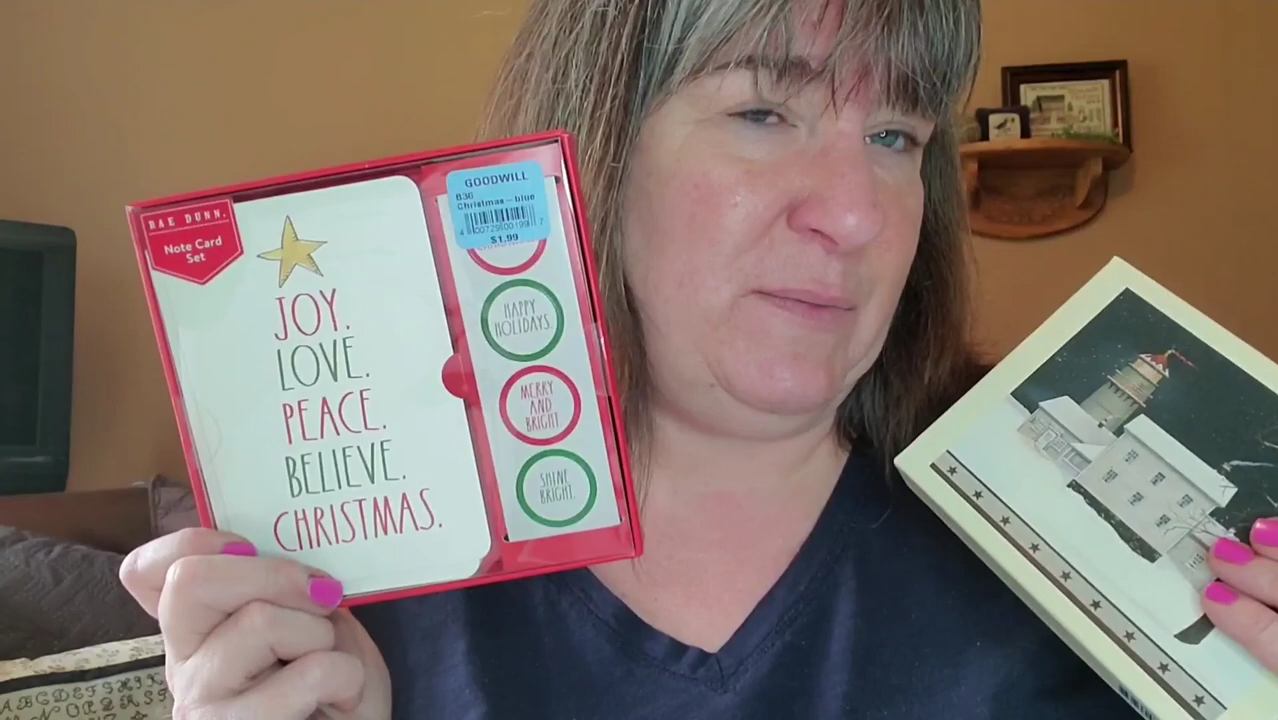 RAE DUNN.
Note Card
Set
JOY.
LOVE.
PEACE.
BELIEVE.
CHRISTMAS.
GOODWILL
B36
Christmas - blue
$1.99
HAPPY
HOLIDAYS.
MERRY
AND
BRIGHT
SHINE
BRIGHT.